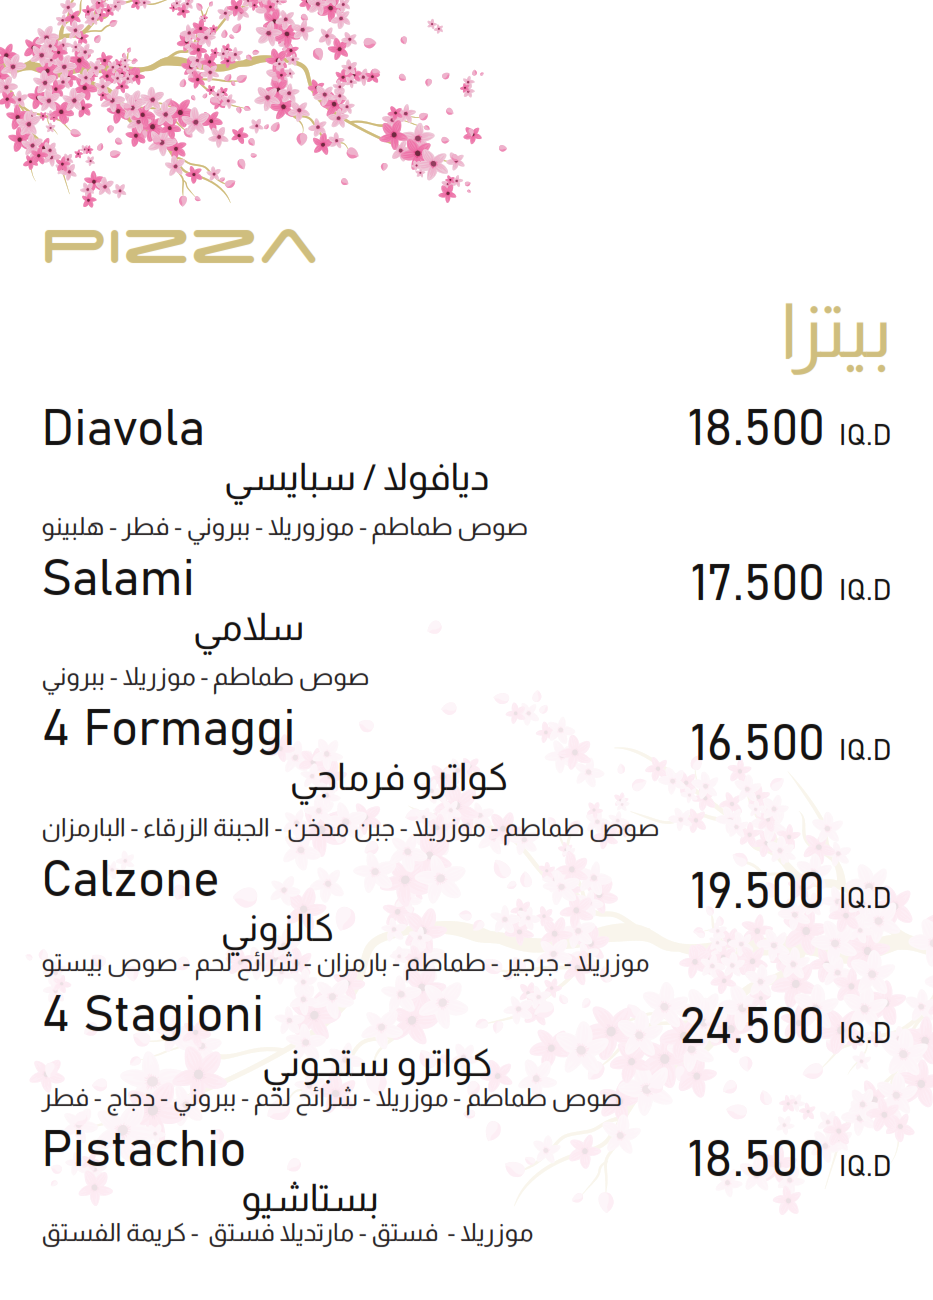 PIZZA
بيتزا
Diavola 18.500 IQ.D
ديافولا / سبايسي
صوص طماطم - موزوريلا - ببروني - فطر - هلبينو
Salami 17.500 IQ.D
سلامي
صوص طماطم - موزريلا - ببروني
4 Formaggi 16.500 IQ.D
كواترو فرماجي
صوص طماطم - موزريلا - جبن مدخن - الجبنة الزرقاء - البارمزان
Calzone 19.500 IQ.D
كالزوني
موزريلا - جرجير - طماطم - بارمزان - شرائح لحم - صوص بيستو
4 Stagioni 24.500 IQ.D
كواترو ستجوني
صوص طماطم - موزريلا - شرائح لحم - ببروني - دجاج - فطر
Pistachio 18.500 IQ.D
بستاشيو
موزريلا - فستق - مارتديلا فستق - كريمة الفستق